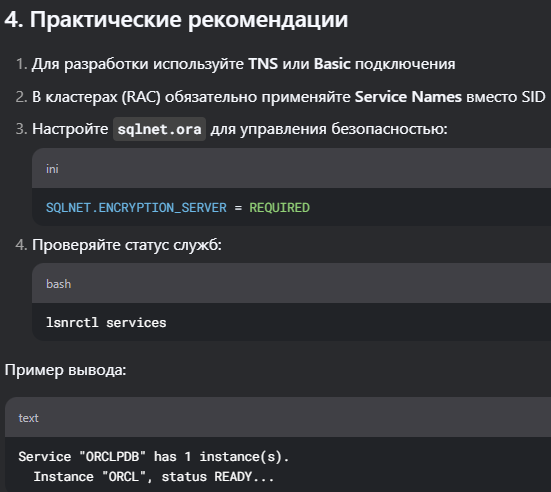 4. Практические рекомендации
1. Для разработки используйте TNS или Basic подключения
2. В кластерах (RAC) обязательно применяйте Service Names вместо SID
3. Настройте sqlnet.ora для управления безопасностью:
ini
SQLNET.ENCRYPTION_SERVER = REQUIRED
4. Проверяйте статус служб:
bash
lsnrctl services
Пример вывода:
text
Service "ORCLPDB" has 1 instance(s).
  Instance "ORCL", status READY...